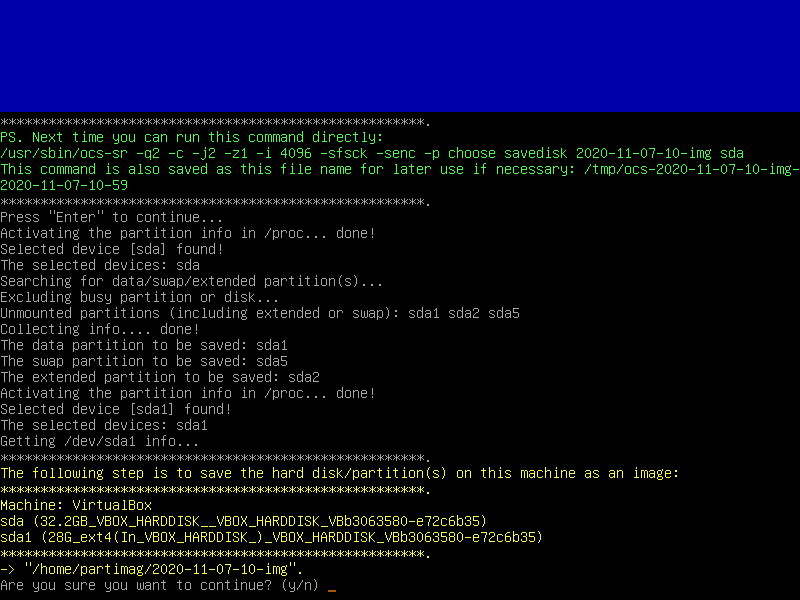 *****************************************************.
PS. Next time you can run this command directly:
/usr/sbin/ocs-sr -q2 -c -j2 -z1 -i 4096 -sfsck -senc -p choose savedisk 2020-11-07-10-img sda
This command is also saved as this file name for later use if necessary: /tmp/ocs-2020-11-07-10-img-
2020-11-07-10-59
*****************************************************.
Press "Enter" to continue...
Activating the partition info in /proc... done!
Selected device [sda] found!
The selected devices: sda
Searching for data/swap/extended partition(s)...
Excluding busy partition or disk...
Unmounted partitions (including extended or swap): sda1 sda2 sda5
Collecting info.... done!
The data partition to be saved: sda1
The swap partition to be saved: sda5
The extended partition to be saved: sda2
Activating the partition info in /proc... done!
Selected device [sda1] found!
The selected devices: sda1
Getting /dev/sda1 info...
*****************************************************.
The following step is to save the hard disk/partition(s) on this machine as an image:
*****************************************************.
Machine: VirtualBox
sda (32.2GB_VBOX_HARDDISK__VBOX_HARDDISK_VBb3063580-e72c6b35)
sda1 (28G_ext4(In_VBOX_HARDDISK_)_VBOX_HARDDISK_VBb3063580-e72c6b35)
*****************************************************.
-> "/home/partimag/2020-11-07-10-img".
Are you sure you want to continue? (y/n) _